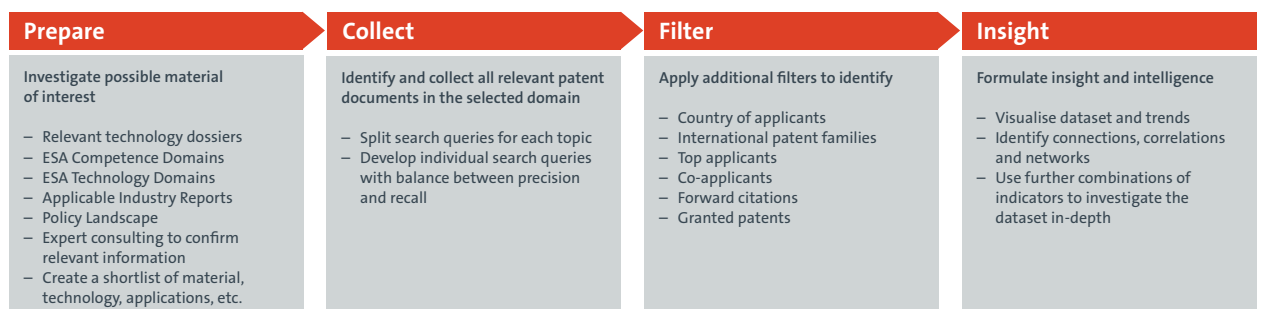 Prepare
Investigate possible material
of interest
– Relevant technology dossiers
– ESA Competence Domains
– ESA Technology Domains
– Applicable Industry Reports
– Policy Landscape
– Expert consulting to confirm
relevant information
– Create a shortlist of material,
technology, applications, etc.
Collect
Identify and collect all relevant patent
documents in the selected domain
– Split search queries for each topic
– Develop individual search queries
with balance between precision
and recall
Filter
Apply additional filters to identify
– Country of applicants
– International patent families
– Top applicants
– Co-applicants
– Forward citations
– Granted patents
Insight
Formulate insight and intelligence
– Visualise dataset and trends
– Identify connections, correlations
and networks
– Use further combinations of
indicators to investigate the
dataset in-depth